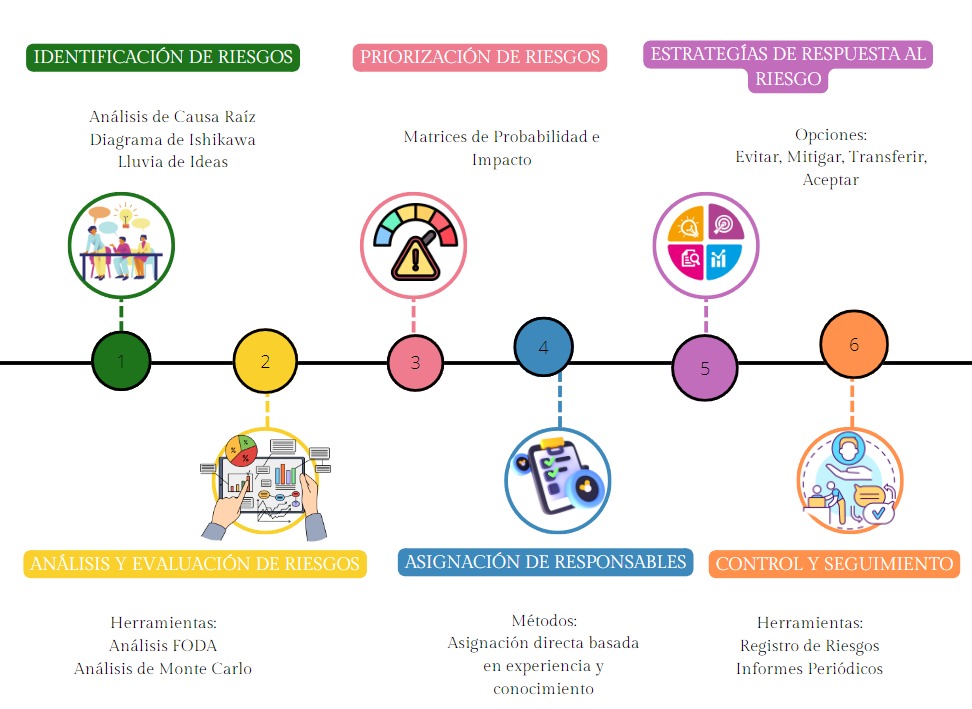 IDENTIFICACIÓN DE RIESGOS
Análisis de Causa Raíz
Diagrama de Ishikawa
Lluvia de Ideas
PRIORIZACIÓN DE RIESGOS
Matrices de Probabilidad e
Impacto
ESTRATEGÍAS DE RESPUESTA AL
RIESGO
Opciones:
Evitar, Mitigar, Transferir,
Aceptar
1
2
3
4
5
6
%
%
%
ANÁLISIS Y EVALUACIÓN DE RIESGOS
Herramientas:
Análisis FODA
Análisis de Monte Carlo
ASIGNACIÓN DE RESPONSABLES
Métodos:
Asignación directa basada
en experiencia y
conocimiento
CONTROL Y SEGUIMIENTO
Herramientas:
Registro de Riesgos
Informes Periódicos